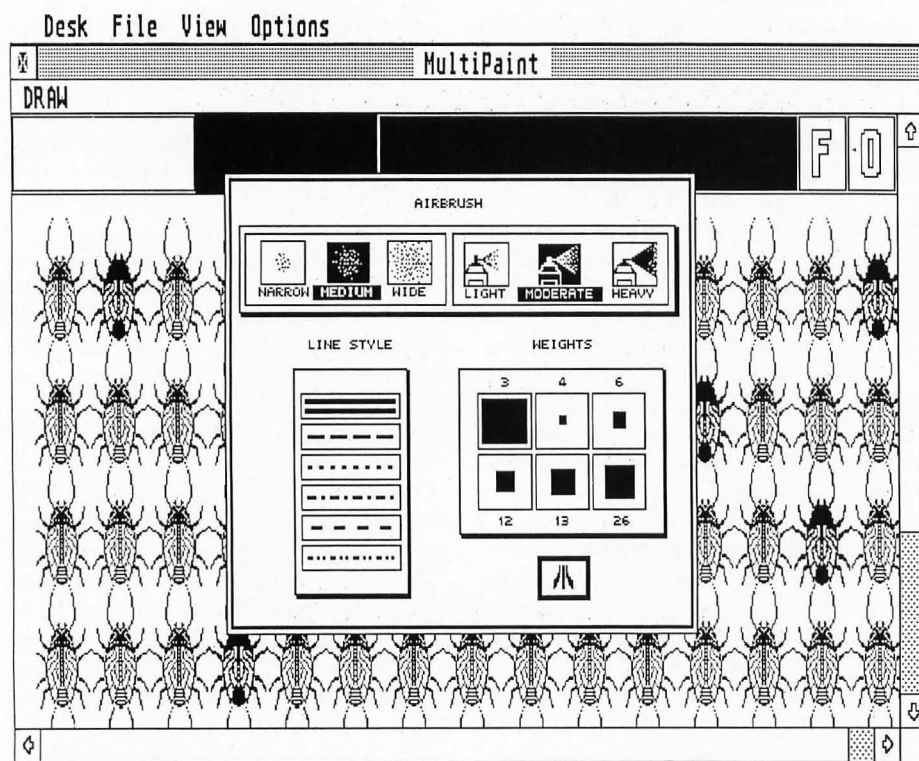 Desk File View Options
MultiPaint
DRAW
F O
AIRBRUSH
NARROW MEDIUM WIDE LIGHT MODERATE HEAVY
LINE STYLE WEIGHTS
3 4 6
12 13 26